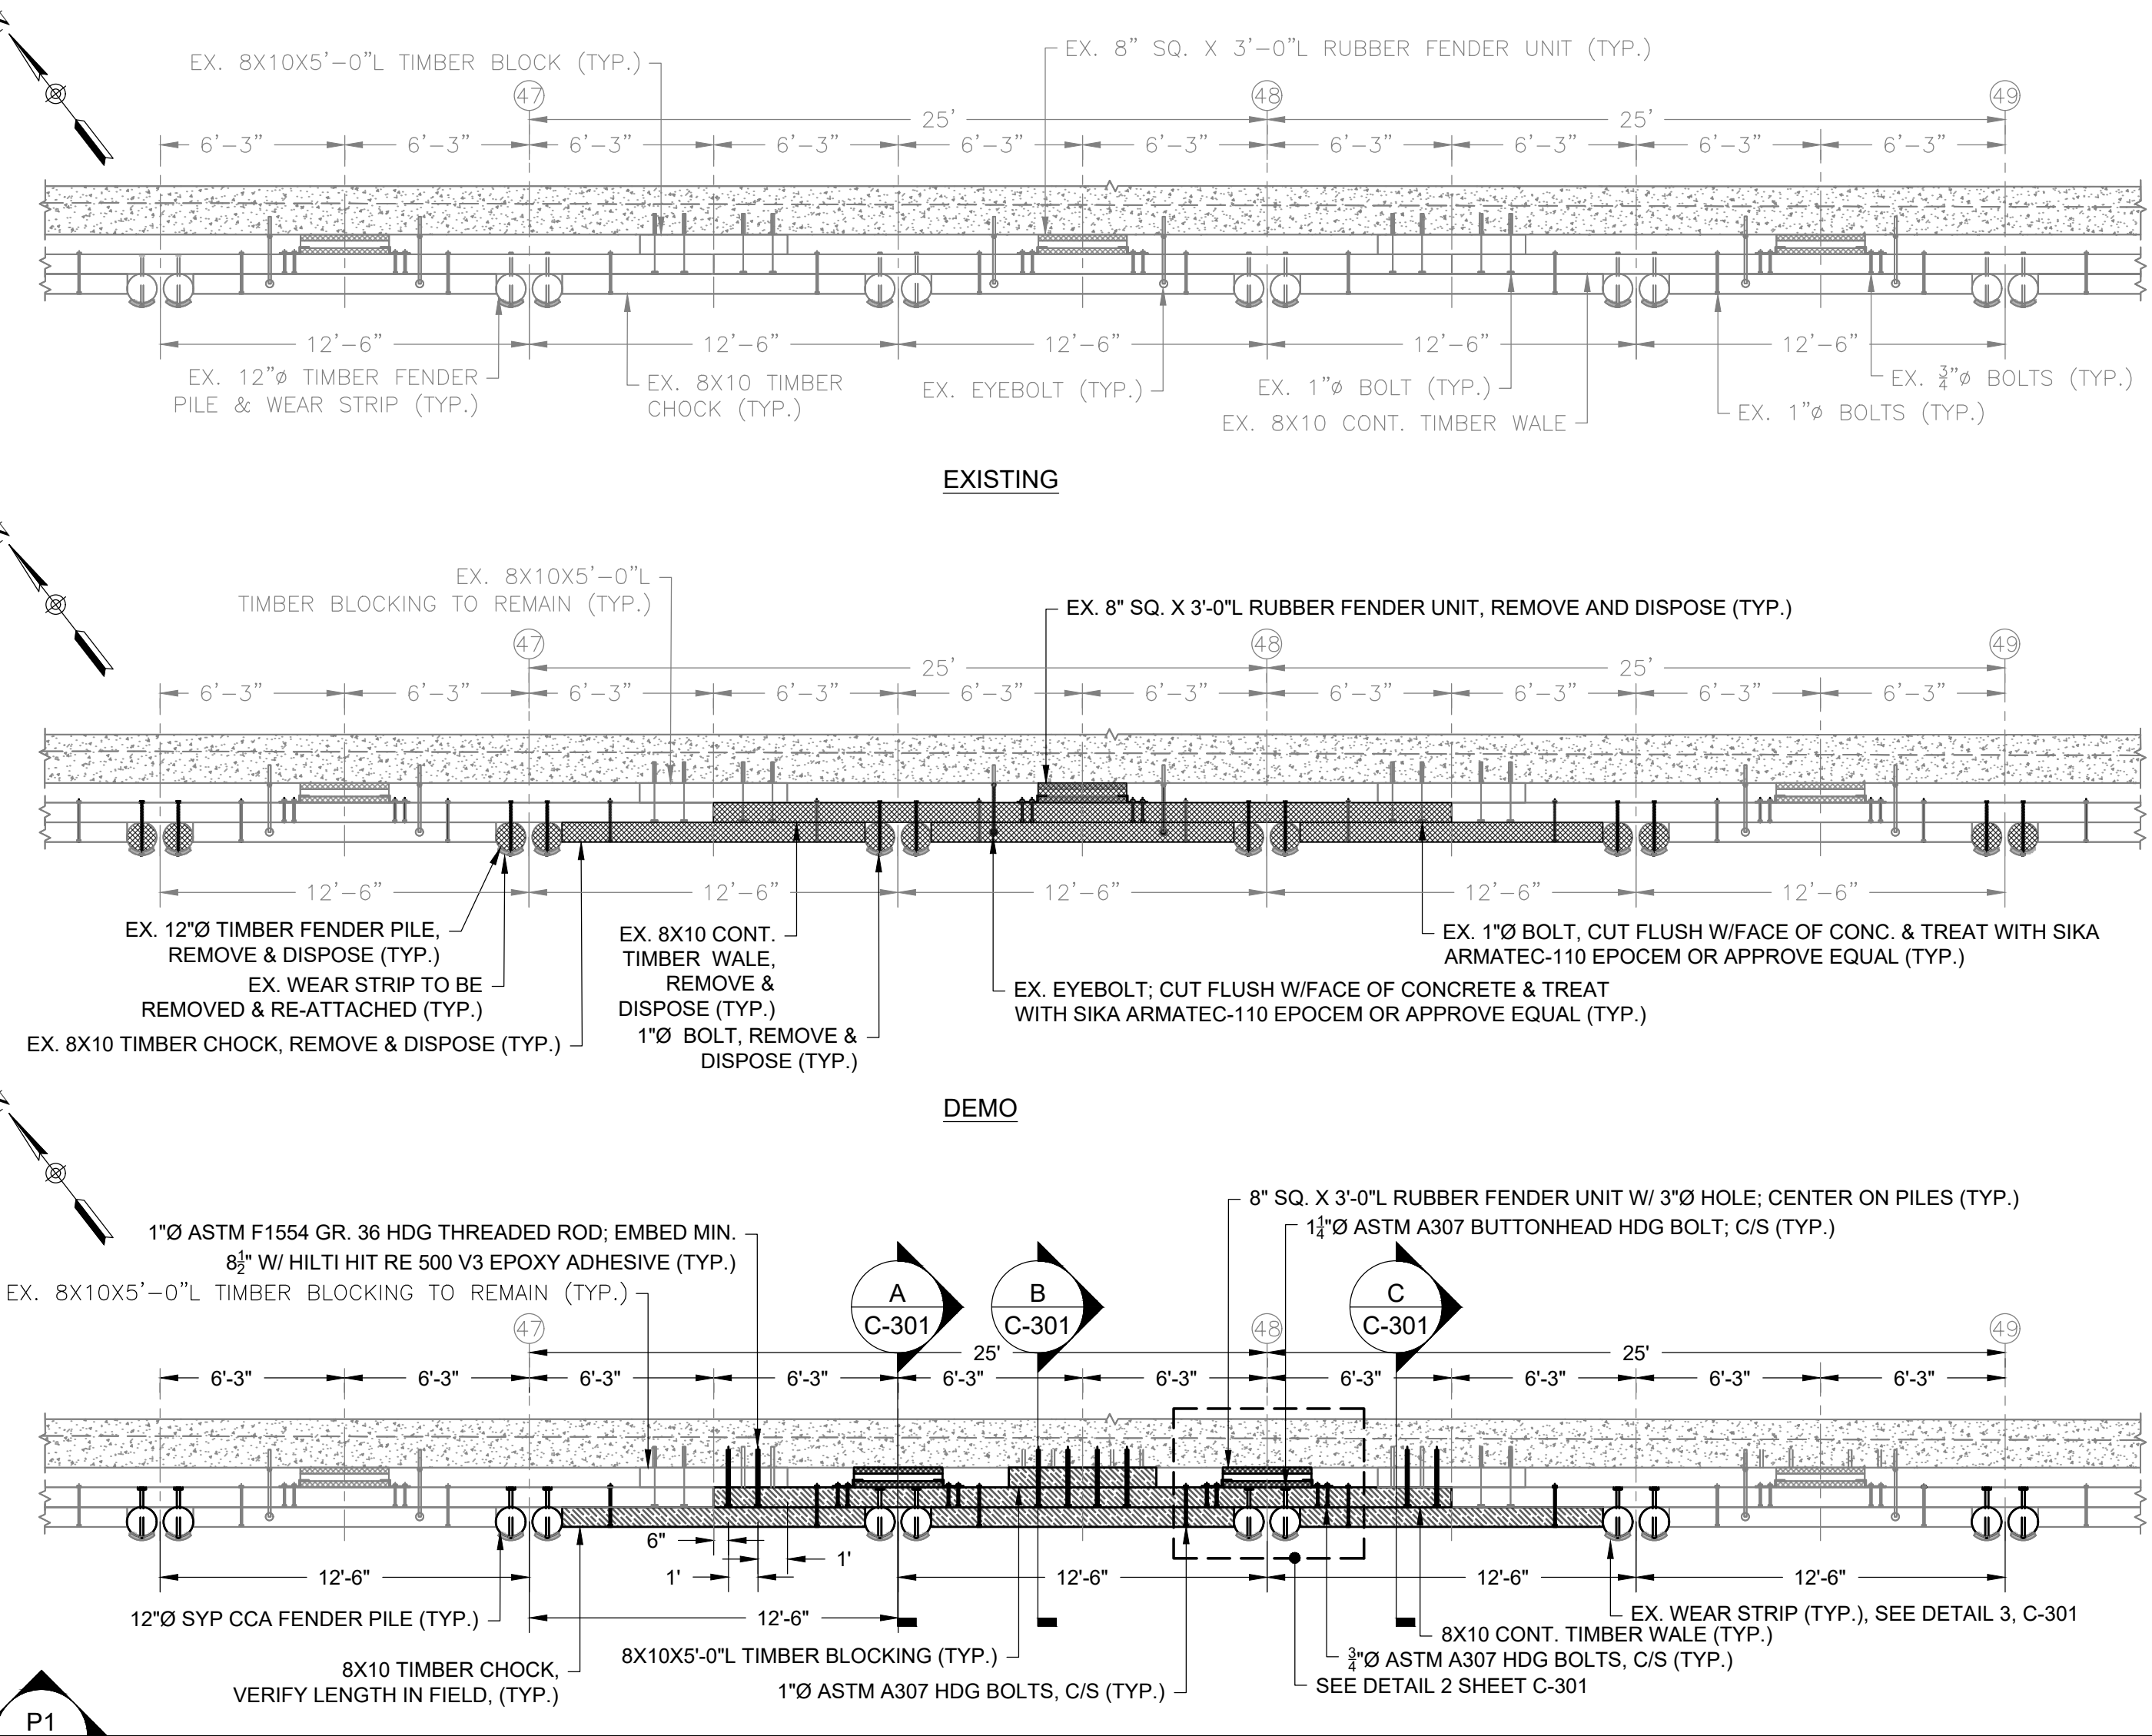 EX. 8X10X5'-0"L TIMBER BLOCK (TYP.)
EX. 8" SQ. X 3'-0"L RUBBER FENDER UNIT (TYP.)
47
48
49
25'
25'
6'-3"
6'-3"
6'-3"
6'-3"
6'-3"
6'-3"
6'-3"
6'-3"
6'-3"
6'-3"
12'-6"
12'-6"
12'-6"
12'-6"
12'-6"
EX. 12"ø TIMBER FENDER
PILE & WEAR STRIP (TYP.)
EX. 8X10 TIMBER
CHOCK (TYP.)
EX. EYEBOLT (TYP.)
EX. 1"ø BOLT (TYP.)
EX. 8X10 CONT. TIMBER WALE
EX. 3/4"ø BOLTS (TYP.)
EX. 1"ø BOLTS (TYP.)
EXISTING
EX. 8X10X5'-0"L
TIMBER BLOCKING TO REMAIN (TYP.)
EX. 8" SQ. X 3'-0"L RUBBER FENDER UNIT, REMOVE AND DISPOSE (TYP.)
47
48
49
25'
25'
6'-3"
6'-3"
6'-3"
6'-3"
6'-3"
6'-3"
6'-3"
6'-3"
6'-3"
6'-3"
12'-6"
12'-6"
12'-6"
12'-6"
12'-6"
EX. 12"Ø TIMBER FENDER PILE,
REMOVE & DISPOSE (TYP.)
EX. WEAR STRIP TO BE
REMOVED & RE-ATTACHED (TYP.)
EX. 8X10 TIMBER CHOCK, REMOVE & DISPOSE (TYP.)
EX. 8X10 CONT.
TIMBER WALE,
REMOVE &
DISPOSE (TYP.)
1"Ø BOLT, REMOVE &
DISPOSE (TYP.)
EX. 1"Ø BOLT, CUT FLUSH W/FACE OF CONC. & TREAT WITH SIKA
ARMATEC-110 EPOCEM OR APPROVE EQUAL (TYP.)
EX. EYEBOLT; CUT FLUSH W/FACE OF CONCRETE & TREAT
WITH SIKA ARMATEC-110 EPOCEM OR APPROVE EQUAL (TYP.)
DEMO
8" SQ. X 3'-0"L RUBBER FENDER UNIT W/ 3"Ø HOLE; CENTER ON PILES (TYP.)
1 1/4"Ø ASTM A307 BUTTONHEAD HDG BOLT; C/S (TYP.)
1"Ø ASTM F1554 GR. 36 HDG THREADED ROD; EMBED MIN.
8 1/2" W/ HILTI HIT RE 500 V3 EPOXY ADHESIVE (TYP.)
EX. 8X10X5'-0"L TIMBER BLOCKING TO REMAIN (TYP.)
A
C-301
B
C-301
C
C-301
47
48
49
25'
25'
6'-3"
6'-3"
6'-3"
6'-3"
6'-3"
6'-3"
6'-3"
6'-3"
6'-3"
6'-3"
6"
1'
1'
12'-6"
12'-6"
12'-6"
12'-6"
12'-6"
12"Ø SYP CCA FENDER PILE (TYP.)
8X10 TIMBER CHOCK,
VERIFY LENGTH IN FIELD, (TYP.)
8X10X5'-0"L TIMBER BLOCKING (TYP.)
1"Ø ASTM A307 HDG BOLTS, C/S (TYP.)
EX. WEAR STRIP (TYP.), SEE DETAIL 3, C-301
8X10 CONT. TIMBER WALE (TYP.)
3/4"Ø ASTM A307 HDG BOLTS, C/S (TYP.)
SEE DETAIL 2 SHEET C-301
P1